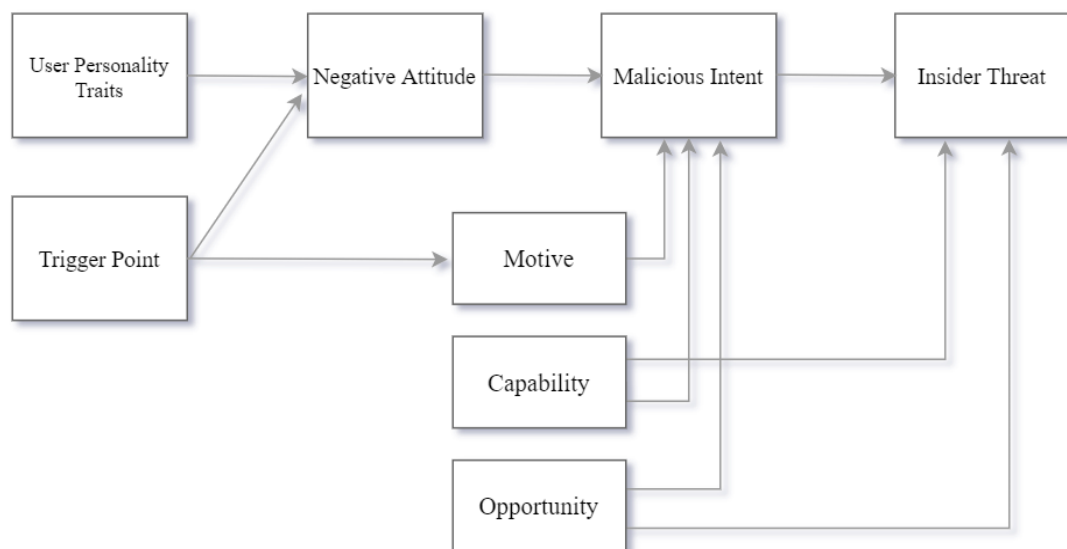 User Personality
Traits
Negative Attitude
Malicious Intent
Insider Threat
Trigger Point
Motive
Capability
Opportunity